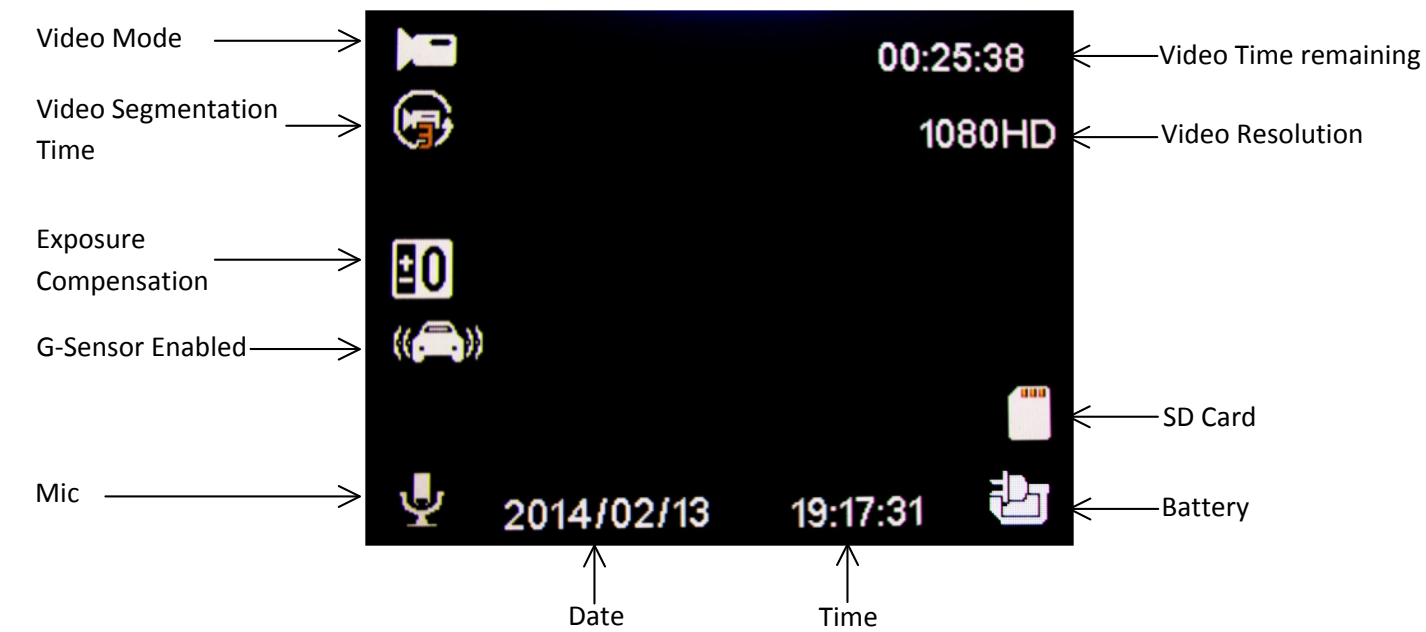 Video Mode
00:25:38
Video Time remaining
Video Segmentation
Time
3
1080HD
Video Resolution
Exposure
Compensation
±0
G-Sensor Enabled
SD Card
Mic
2014/02/13
19:17:31
Battery
Date
Time